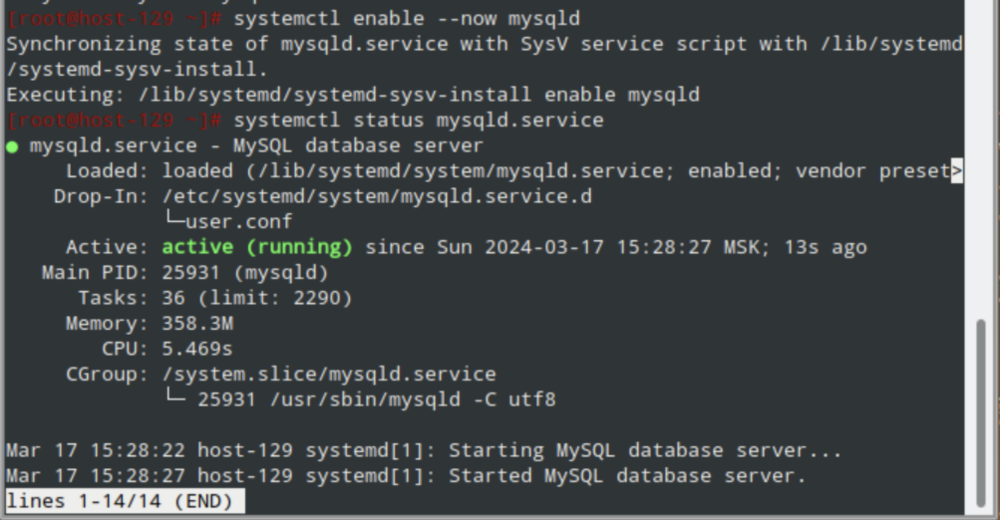 [root@host-129 ~]# systemctl enable --now mysqld
Synchronizing state of mysqld.service with SysV service script with /lib/systemd
/systemd-sysv-install.
Executing: /lib/systemd/systemd-sysv-install enable mysqld
[root@host-129 ~]# systemctl status mysqld.service
● mysqld.service - MySQL database server
     Loaded: loaded (/lib/systemd/system/mysqld.service; enabled; vendor preset>
    Drop-In: /etc/systemd/system/mysqld.service.d
             └─user.conf
     Active: active (running) since Sun 2024-03-17 15:28:27 MSK; 13s ago
   Main PID: 25931 (mysqld)
      Tasks: 36 (limit: 2290)
     Memory: 358.3M
        CPU: 5.469s
     CGroup: /system.slice/mysqld.service
             └─ 25931 /usr/sbin/mysqld -C utf8

Mar 17 15:28:22 host-129 systemd[1]: Starting MySQL database server...
Mar 17 15:28:27 host-129 systemd[1]: Started MySQL database server.
lines 1-14/14 (END)